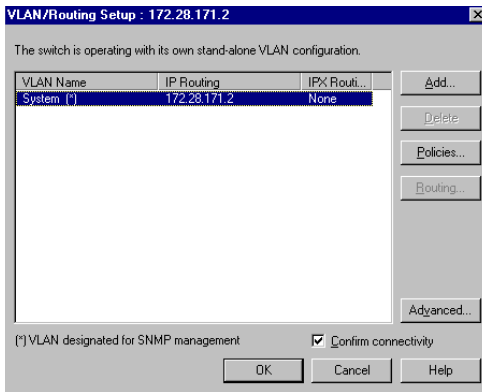 VLAN/Routing Setup : 172.28.171.2
The switch is operating with its own stand-alone VLAN configuration.
VLAN Name IP Routing IPX Routi...
System (*) 172.28.171.2 None
Add...
Delete
Policies...
Routing...
Advanced...
(*) VLAN designated for SNMP management Confirm connectivity
OK Cancel Help